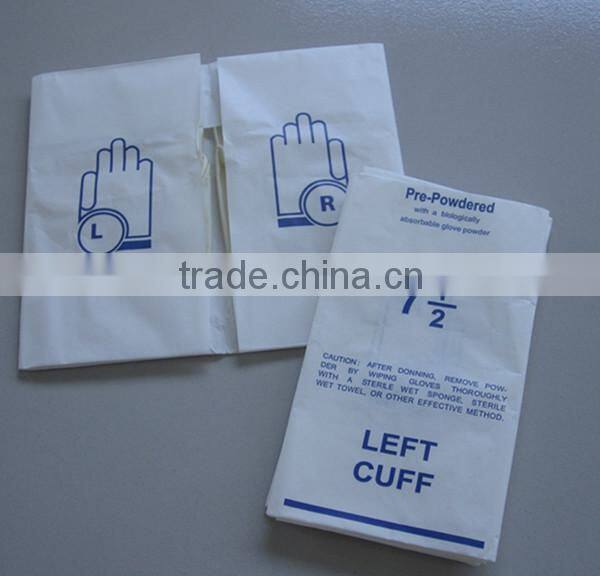 L
R
Pre-Powdered
with a biologically
absorbable glove powder
trade.china.cn
7 1/2
CAUTION: AFTER DONNING, REMOVE POW-
DER BY WIPING GLOVES THOROUGHLY
WITH A STERILE WET SPONGE, STERILE
WET TOWEL, OR OTHER EFFECTIVE METHOD.
LEFT
CUFF